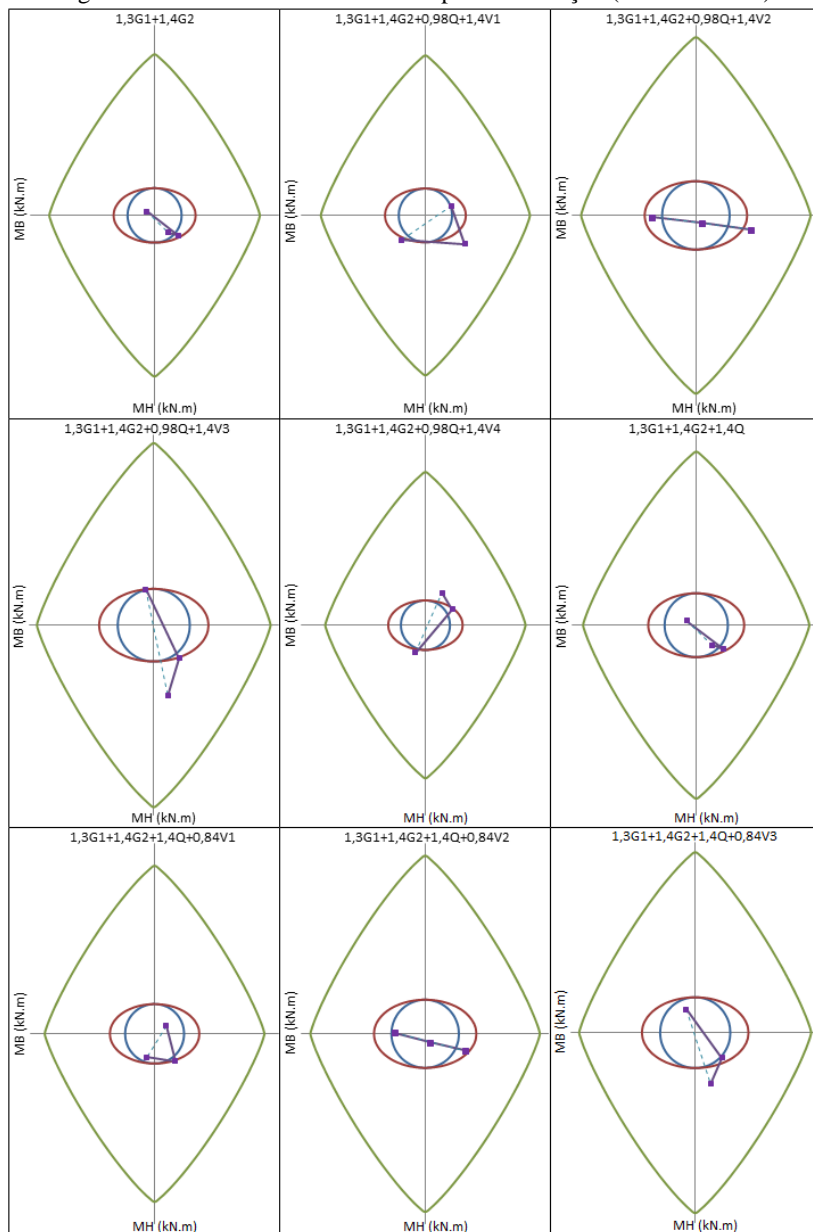 1,3G1+1,4G2
MB (kN.m)
MH (kN.m)
1,3G1+1,4G2+0,98Q+1,4V1
MB (kN.m)
MH (kN.m)
1,3G1+1,4G2+0,98Q+1,4V2
MB (kN.m)
MH (kN.m)
1,3G1+1,4G2+0,98Q+1,4V3
MB (kN.m)
MH (kN.m)
1,3G1+1,4G2+0,98Q+1,4V4
MB (kN.m)
MH (kN.m)
1,3G1+1,4G2+1,4Q
MB (kN.m)
MH (kN.m)
1,3G1+1,4G2+1,4Q+0,84V1
MB (kN.m)
MH (kN.m)
1,3G1+1,4G2+1,4Q+0,84V2
MB (kN.m)
MH (kN.m)
1,3G1+1,4G2+1,4Q+0,84V3
MB (kN.m)
MH (kN.m)